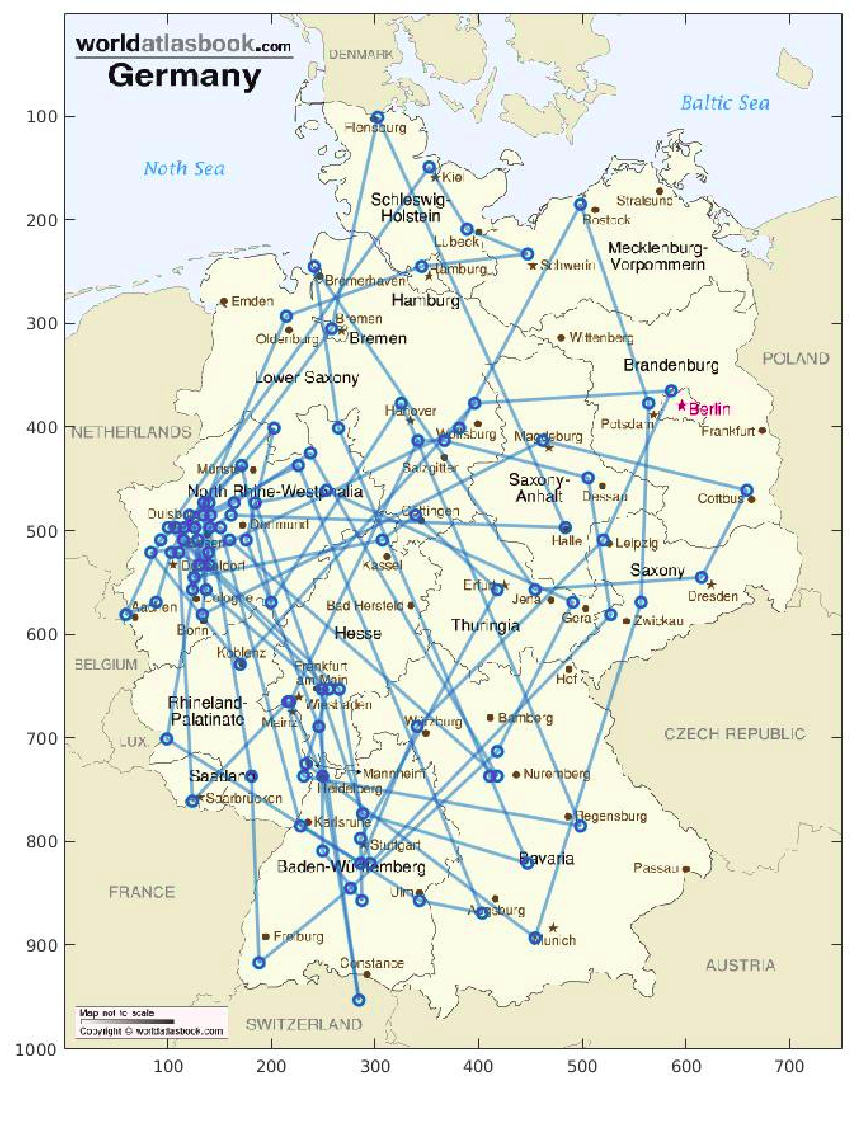 worldatlasbook.com
Germany
DENMARK
Baltic Sea
Noth Sea
100
Flensburg
Kiel
Schleswig-
Holstein
Stralsund
Rostock
200
Lubeck
Mecklenburg-
Vorpommern
Hamburg
Schwerin
Bremerhaven
Hamburg
Emden
300
Bremen
Oldenburg
Bremen
Wittenberg
Brandenburg
POLAND
Lower Saxony
Berlin
Hanover
Potsdam
400
NETHERLANDS
Wolfsburg
Magdeburg
Frankfurt
Munster
Salzgitter
North Rhine-Westphalia
Saxony-
Anhalt
Dessau
Cottbus
Duisburg
Gottingen
500
Dortmund
Essen
Halle
Leipzig
Dusseldorf
Kassel
Saxony
Erfurt
Dresden
Cologne
Aachen
Bad Hersfeld
Jena
Gera
Zwickau
600
Bonn
Hesse
Thuringia
BELGIUM
Koblenz
Frankfurt
am Main
Hof
Rhineland-
Palatinate
Wiesbaden
Mainz
Wurzburg
Bamberg
700
LUX.
CZECH REPUBLIC
Saarland
Mannheim
Nuremberg
Heidelberg
Saarbrucken
Karlsruhe
Regensburg
800
Stuttgart
Baden-Wurttemberg
Bavaria
Passau
FRANCE
Ulm
Augsburg
900
Freiburg
Munich
Constance
AUSTRIA
Map not to scale
Copyright © worldatlasbook.com
SWITZERLAND
1000
100 200 300 400 500 600 700